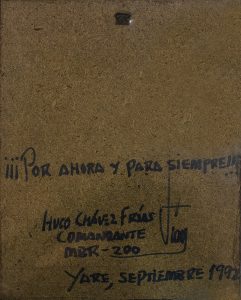 ¡¡¡POR AHORA Y PARA SIEMPRE!!!
HUGO CHÁVEZ FRÍAS
COMANDANTE
MBR-200
YARE, SEPTIEMBRE 1992